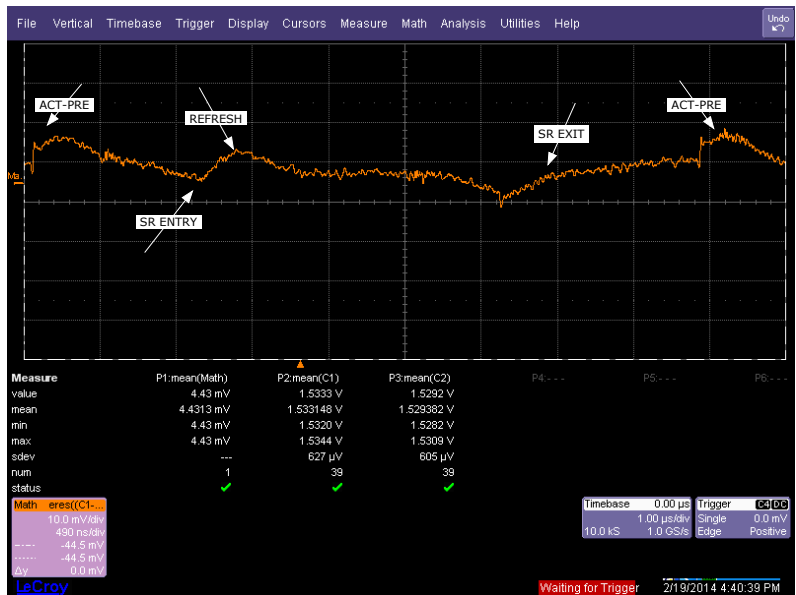 File Vertical Timebase Trigger Display Cursors Measure Math Analysis Utilities Help Undo
ACT-PRE
REFRESH
ACT-PRE
SR EXIT
SR ENTRY
Measure P1:mean(Math) P2:mean(C1) P3:mean(C2) P4:- - - P5:- - - P6:- - -
value 4.43 mV 1.5333 V 1.5292 V
mean 4.4313 mV 1.533148 V 1.529382 V
min 4.43 mV 1.5320 V 1.5282 V
max 4.43 mV 1.5344 V 1.5309 V
sdev --- 627 µV 605 µV
num 1 39 39
status
Math eres((C1-...
10.0 mV/div
490 ns/div
-44.5 mV
-44.5 mV
Δy 0.0 mV
Timebase 0.00 µs
1.00 µs/div
10.0 kS 1.0 GS/s
Trigger C4 DC
Single 0.0 mV
Edge Positive
LeCroy
Waiting for Trigger
2/19/2014 4:40:39 PM